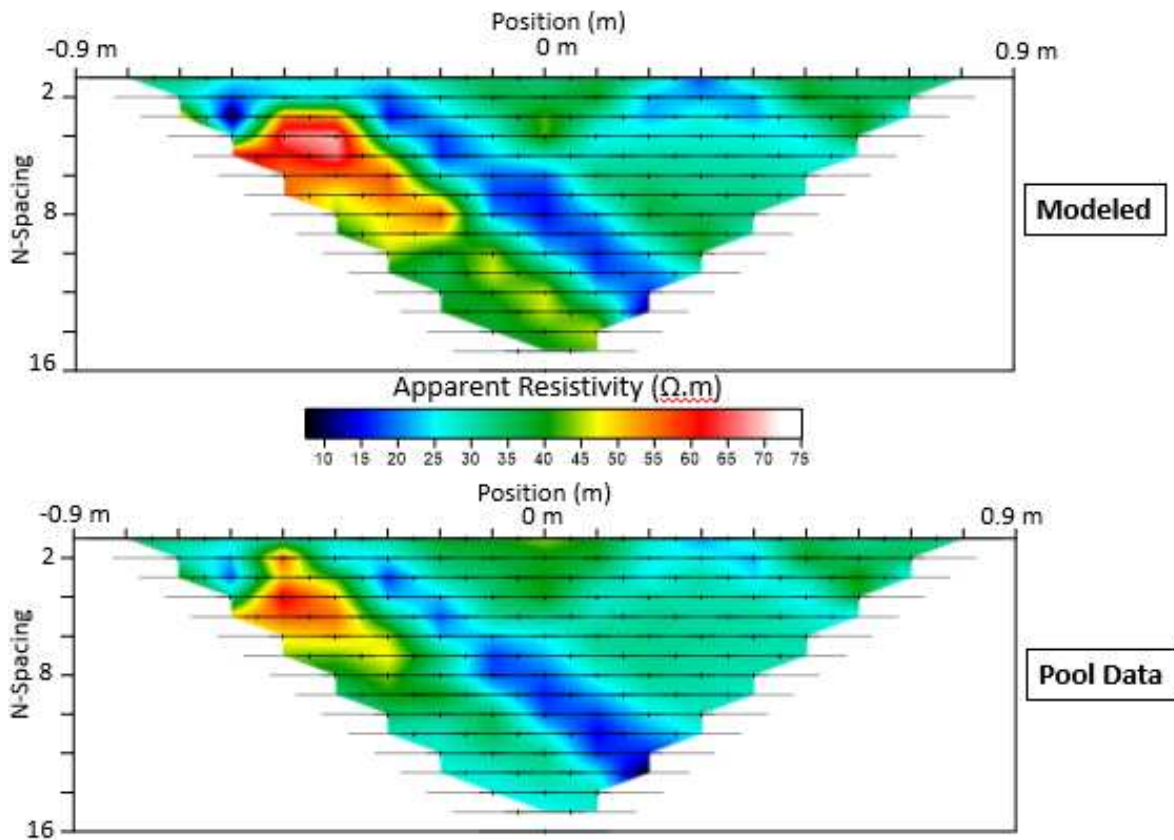 Position (m)
-0.9 m 0 m 0.9 m
2
N-Spacing
8
16
Modeled
Apparent Resistivity (Ω.m)
10 15 20 25 30 35 40 45 50 55 60 65 70 75
Position (m)
-0.9 m 0 m 0.9 m
2
N-Spacing
8
16
Pool Data